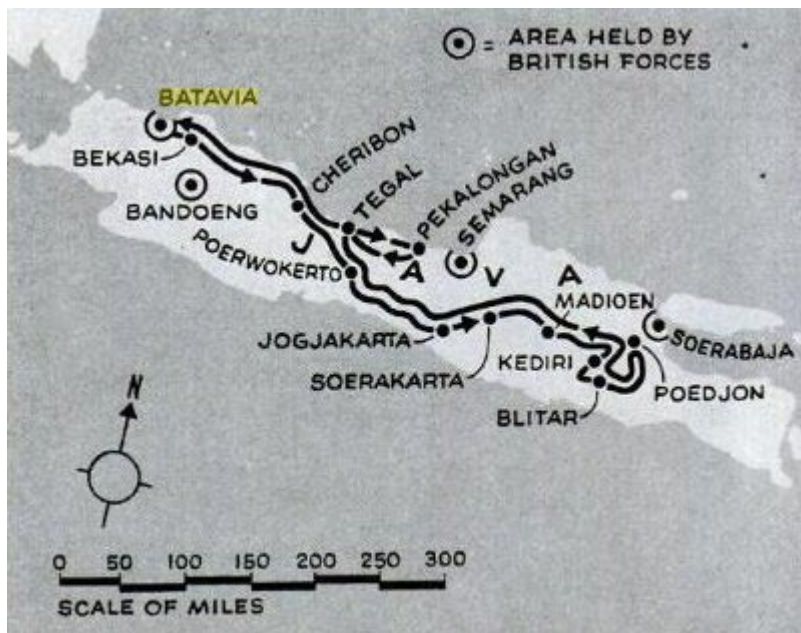 = AREA HELD BY
BRITISH FORCES
BATAVIA
BEKASI
CHERIBON
TEGAL
BANDOENG
PEKALONGAN
SEMARANG
POERWOKERTO
J A V A
MADIOEN
JOGJAKARTA
SOERABAJA
KEDIRI
SOERAKARTA
POEDJON
BLITAR
N
0 50 100 150 200 250 300
SCALE OF MILES